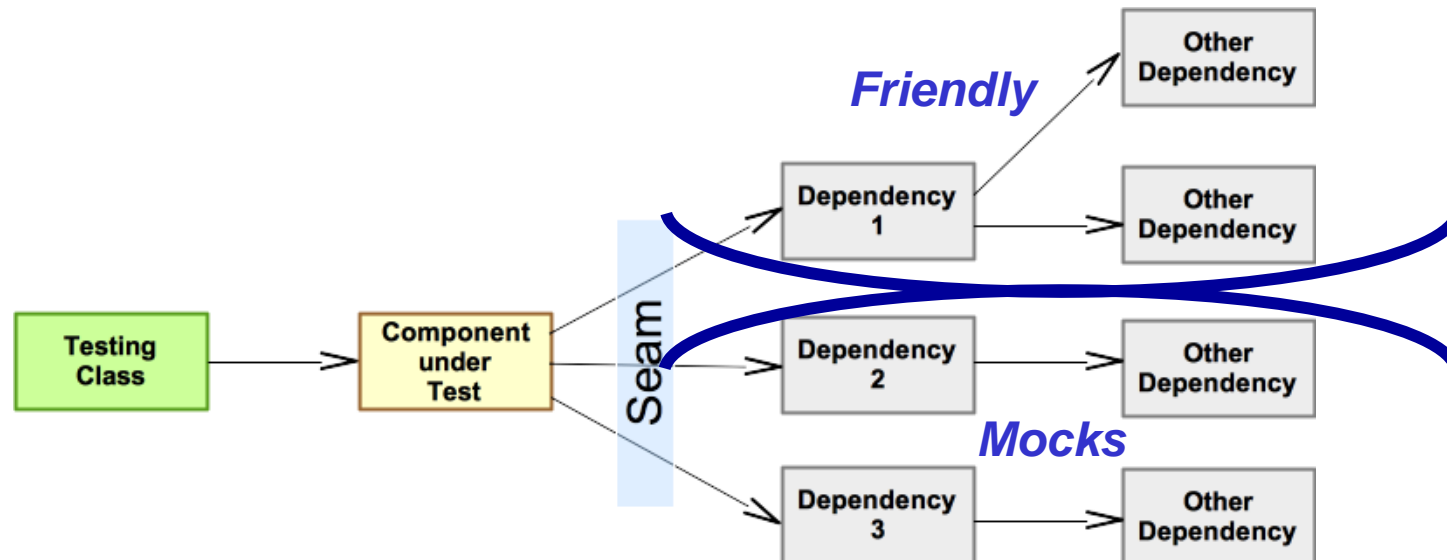 Other
Dependency
Friendly
Dependency
1
Other
Dependency
Testing
Class
Component
under
Test
Seam
Dependency
2
Other
Dependency
Mocks
Dependency
3
Other
Dependency